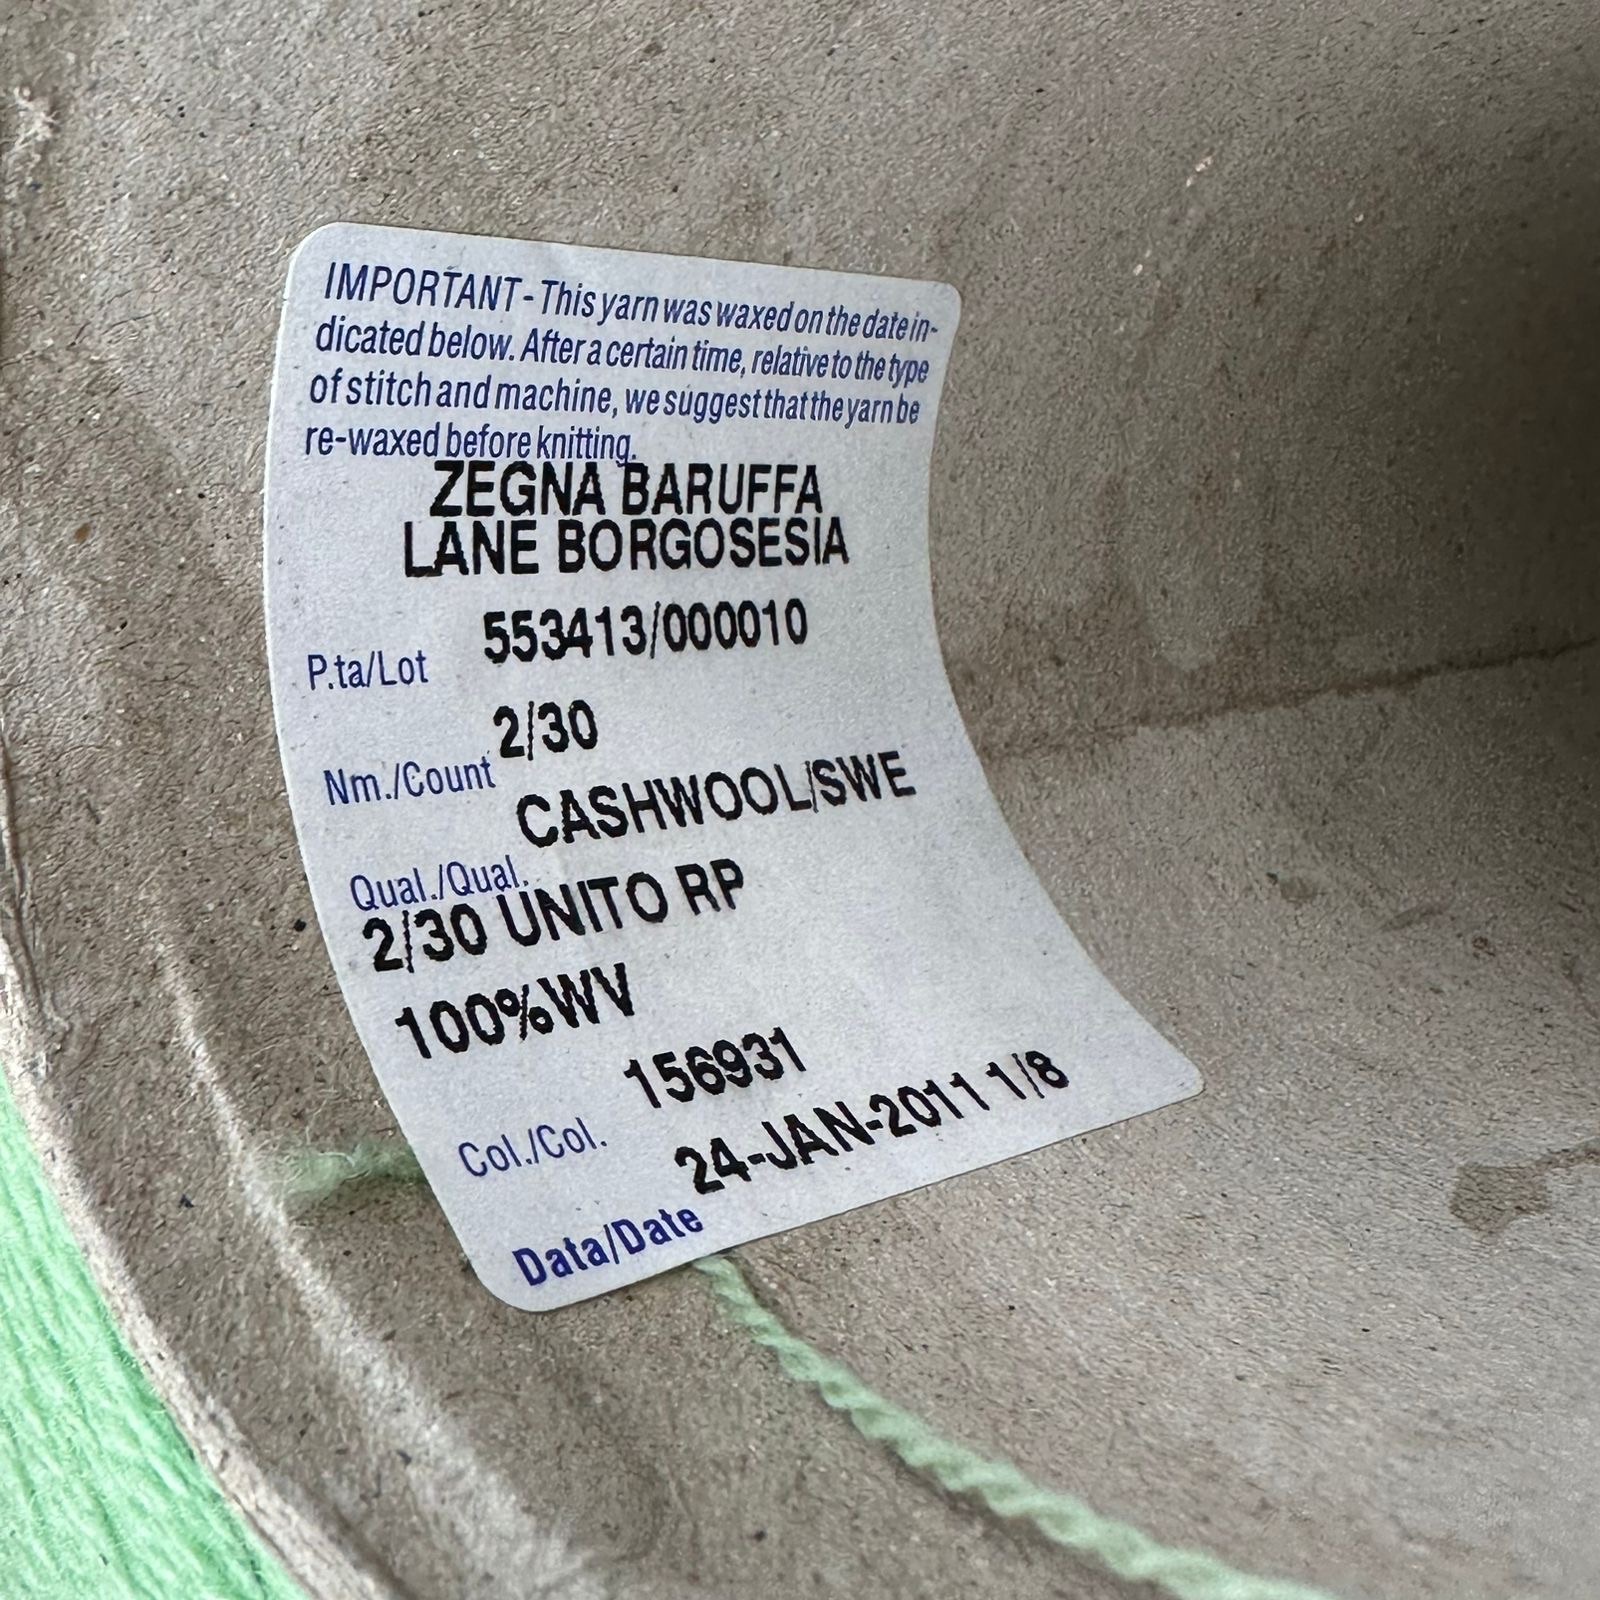 IMPORTANT - This yarn was waxed on the date in-
dicated below. After a certain time, relative to the type
of stitch and machine, we suggest that the yarn be
re-waxed before knitting.
ZEGNA BARUFFA
LANE BORGOSESIA
P.ta/Lot 553413/000010
Nm./Count 2/30
Qual./Qual. CASHWOOL/SWE
2/30 UNITO RP
100%WV
Col./Col. 156931
Data/Date 24-JAN-2011 1/8